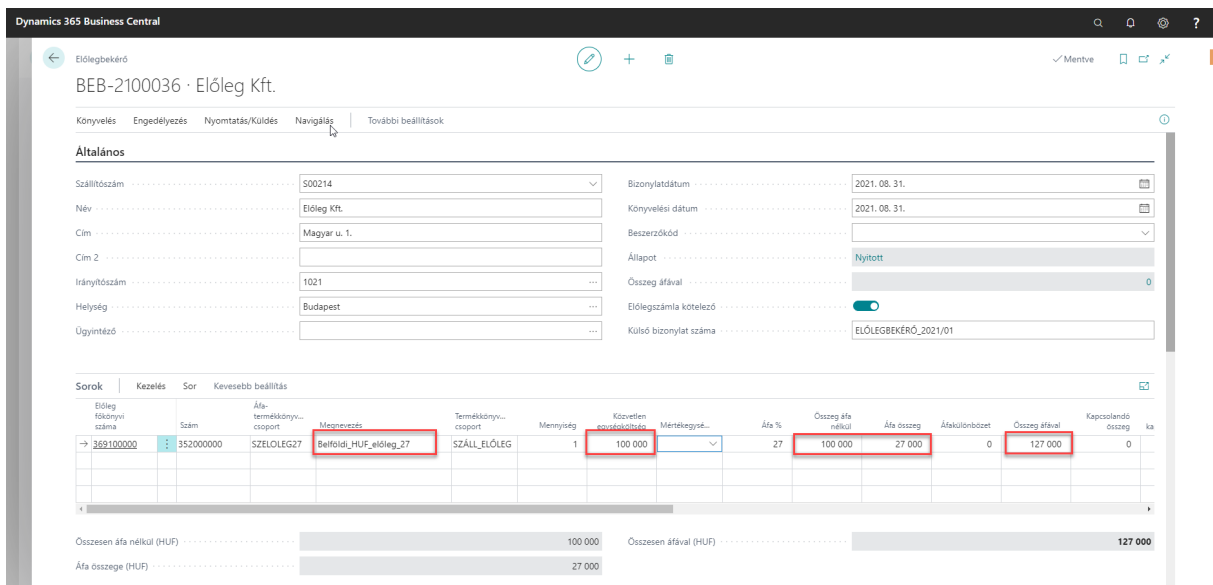 Dynamics 365 Business Central ?
Előlegbekérő Mentve
BEB-2100036 · Előleg Kft.
Könyvelés Engedélyezés Nyomtatás/Küldés Navigálás További beállítások
Általános
Szállítószám S00214 Bizonylatdátum 2021. 08. 31.
Név Előleg Kft. Könyvelési dátum 2021. 08. 31.
Cím Magyar u. 1. Beszerzőkód
Cím 2 Állapot Nyitott
Irányítószám 1021 Összeg áfával 0
Helység Budapest Előlegszámla kötelező
Ügyintéző Külső bizonylat száma ELŐLEGBEKÉRŐ_2021/01
Sorok Kezelés Sor Kevesebb beállítás
Előleg Áfa-
főkönyvi termékkönyv... Termékkönyv... Közvetlen Összeg áfa Kapcsolandó
száma Szám csoport Megnevezés csoport Mennyiség egységköltség Mértékegysé... Áfa % nélkül Áfa összeg Áfakülönbözet Összeg áfával összeg ka
369100000 352000000 SZELOLEG27 Belföldi_HUF_előleg_27 SZÁLL_ELŐLEG 1 100 000 27 100 000 27 000 0 127 000 0
Összesen áfa nélkül (HUF) 100 000 Összesen áfával (HUF) 127 000
Áfa összege (HUF) 27 000